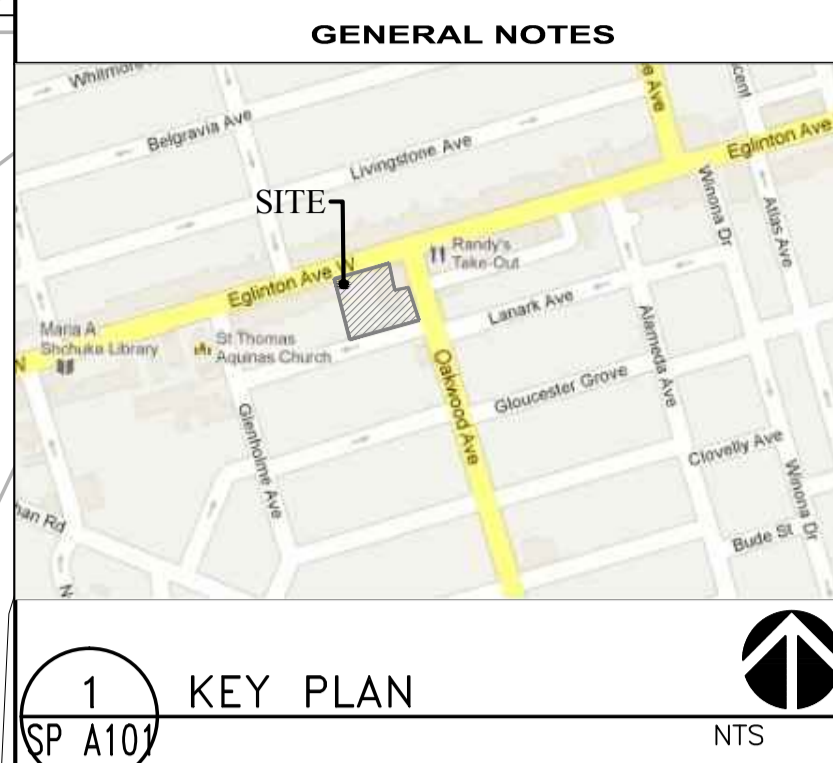 GENERAL NOTES
Belgravia Ave
Livingstone Ave
Eglinton Ave
SITE
Randy's
Take-Out
Winona Dr
Atlas Ave
Eglinton Ave W
Maria A
Shchuka Library
St Thomas
Aquinas Church
Lanark Ave
Alameda Ave
Oakwood Ave
Gloucester Grove
Glenholme Ave
Clovelly Ave
Winona Dr
Bude St
Rd
N
1
KEY PLAN
SP A101
NTS